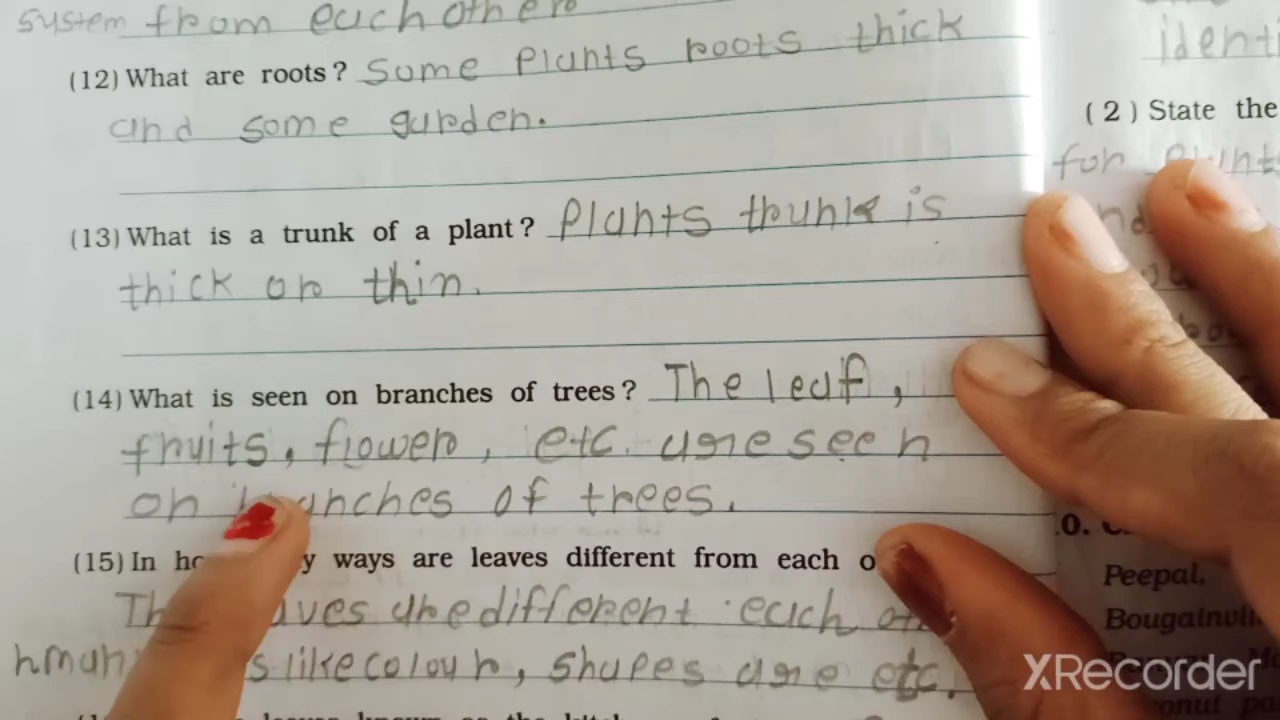 system from each other
(12) What are roots? Some Plants roots thick
and some garden.
(13) What is a trunk of a plant? Plants trunk is
thick or thin.
(14) What is seen on branches of trees? The leaf,
fruits, flower, etc. are seen
on branches of trees.
(15) In ways are leaves different from each
are different each
like colour, shapes are etc.
identi
(2) State the
for
Peepal,
XRecorder